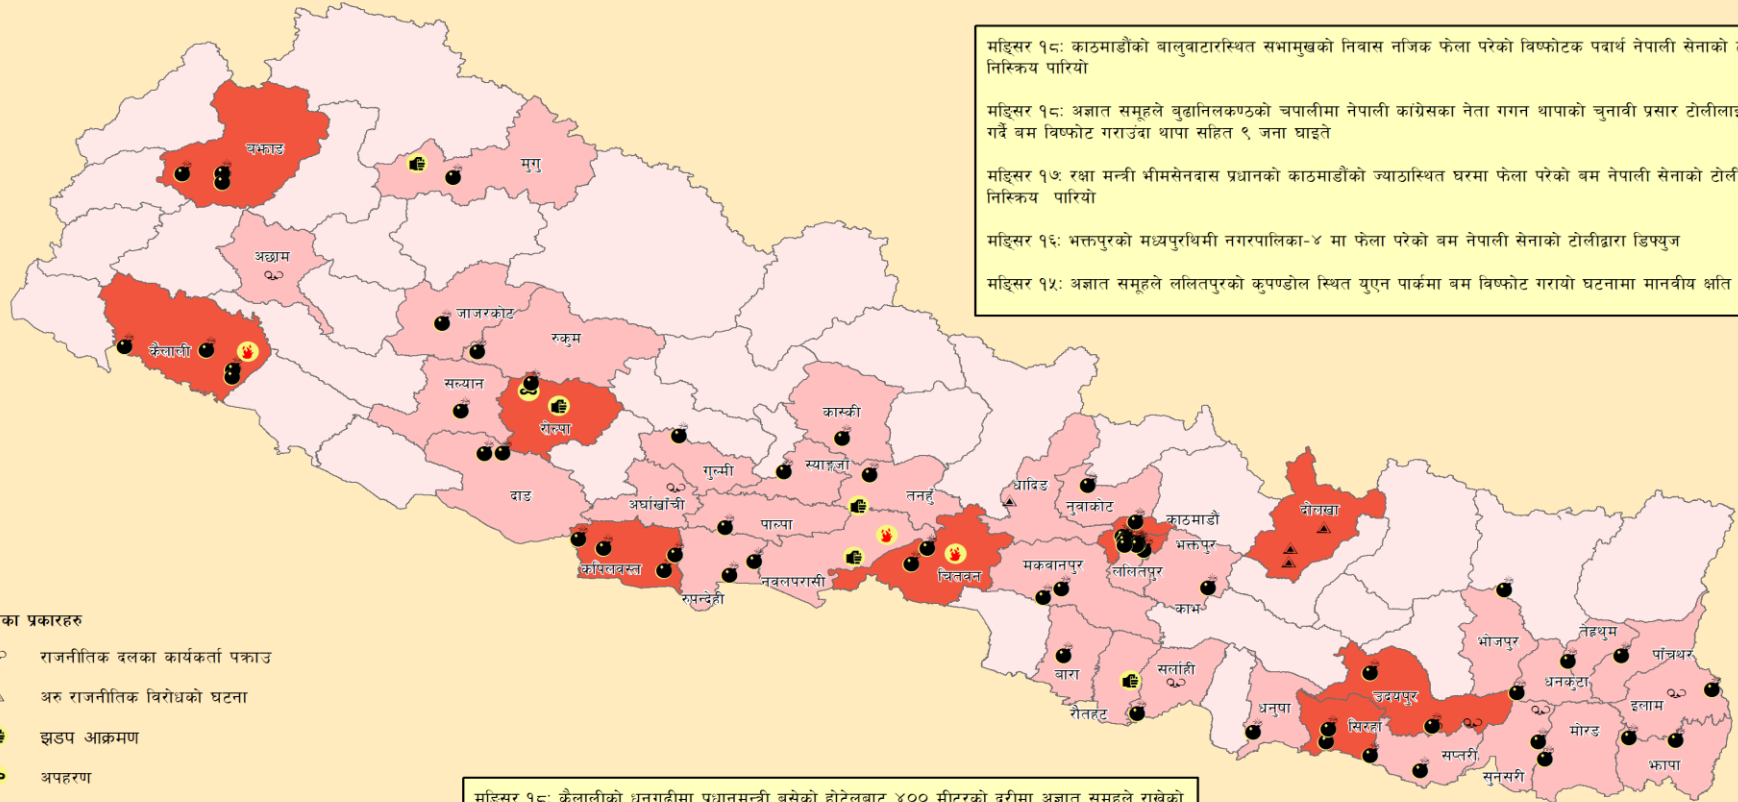 मङ्सिर १८: काठमाडौंको बालुवाटारस्थित सभामुखको निवास नजिक फेला परेको विष्फोटक पदार्थ नेपाली सेनाको
निस्क्रिय पारियो
मङ्सिर १८: अज्ञात समूहले बुढानिलकण्ठको चपालीमा नेपाली कांग्रेसका नेता गगन थापाको चुनावी प्रसार टोलीलाई
गर्दै बम विष्फोट गराउंदा थापा सहित ९ जना घाइते
मङ्सिर १७: रक्षा मन्त्री भीमसेनदास प्रधानको काठमाडौंको ज्याठास्थित घरमा फेला परेको बम नेपाली सेनाको टोली
निस्क्रिय पारियो
मङ्सिर १६: भक्तपुरको मध्यपुरथिमी नगरपालिका-४ मा फेला परेको बम नेपाली सेनाको टोलीद्वारा डिफ्युज
मङ्सिर १५: अज्ञात समूहले ललितपुरको कुपण्डोल स्थित युएन पार्कमा बम विष्फोट गरायो घटनामा मानवीय क्षति
बझाङ
मुगु
अछाम
जाजरकोट
रुकुम
कैलाली
सल्यान
रोल्पा
कास्की
स्याङ्जा
गुल्मी
दाङ
अर्घाखाँची
तनहुँ
धादिङ
नुवाकोट
दोलखा
पाल्पा
काठमाडौं
भक्तपुर
कपिलवस्तु
चितवन
मकवानपुर
ललितपुर
नवलपरासी
रुपन्देही
काभ्रे
भोजपुर
तेह्रथुम
पाँचथर
बारा
सर्लाही
धनकुटा
उदयपुर
इलाम
रौतहट
धनुषा
सिरहा
मोरङ
सप्तरी
सुनसरी
झापा
का प्रकारहरु
राजनीतिक दलका कार्यकर्ता पक्राउ
अरु राजनीतिक विरोधको घटना
झडप आक्रमण
अपहरण
मङ्सिर १८: कैलालीको धनगढीमा प्रधानमन्त्री बसेको होटेलबाट ४०० मीटरको दुरीमा अज्ञात समूहले राखेको